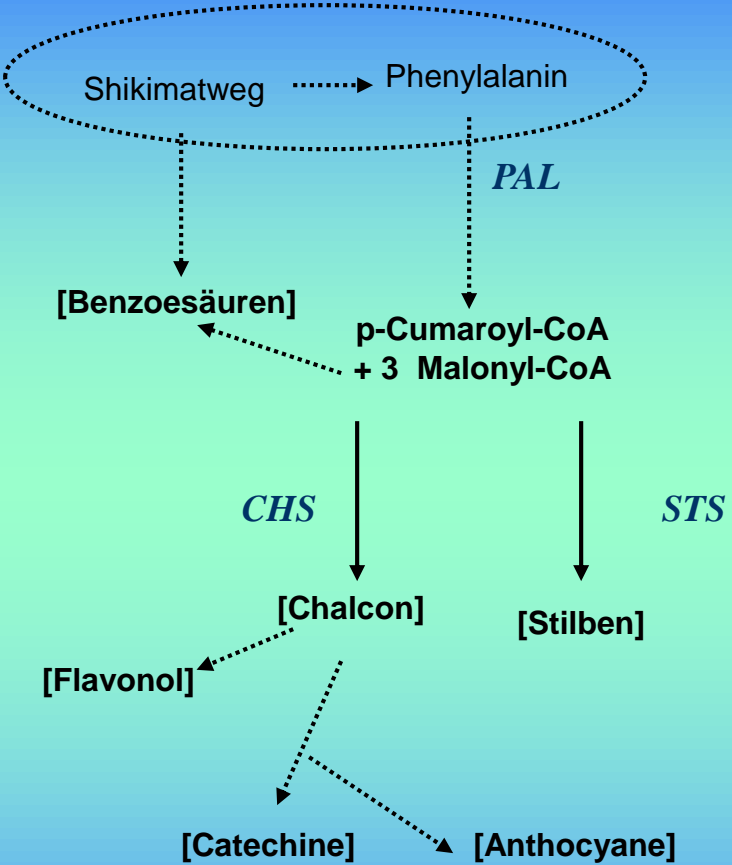 Shikimatweg
Phenylalanin
PAL
[Benzoesäuren]
p-Cumaroyl-CoA
+ 3 Malonyl-CoA
CHS
STS
[Chalcon]
[Stilben]
[Flavonol]
[Catechine]
[Anthocyane]